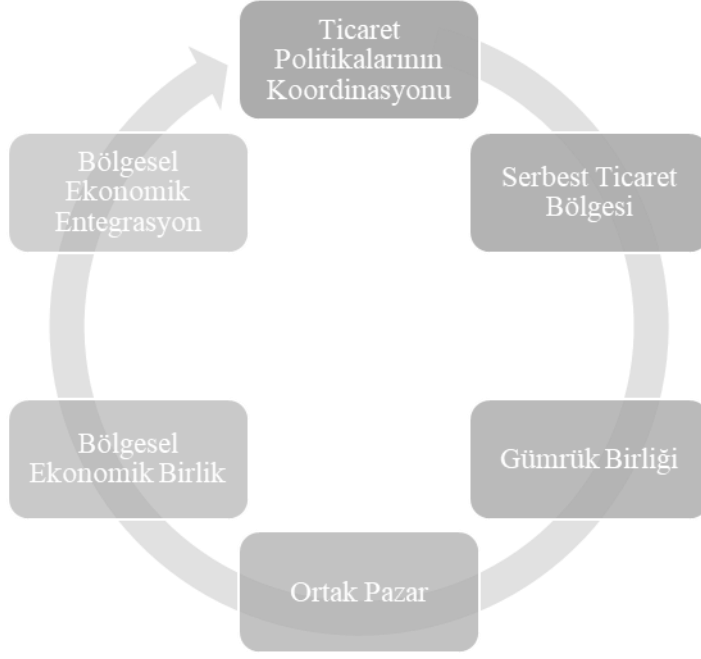 Ticaret
Politikalarının
Koordinasyonu
Serbest Ticaret
Bölgesi
Gümrük Birliği
Ortak Pazar
Bölgesel
Ekonomik Birlik
Bölgesel
Ekonomik
Entegrasyon